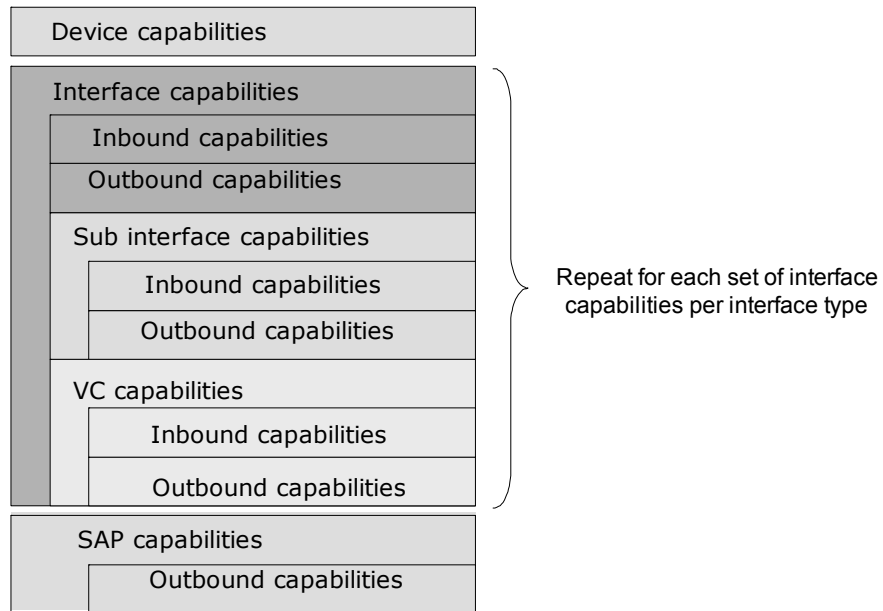 Device capabilities
Interface capabilities
Inbound capabilities
Outbound capabilities
Sub interface capabilities
Inbound capabilities
Outbound capabilities
VC capabilities
Inbound capabilities
Outbound capabilities
SAP capabilities
Outbound capabilities
Repeat for each set of interface
capabilities per interface type